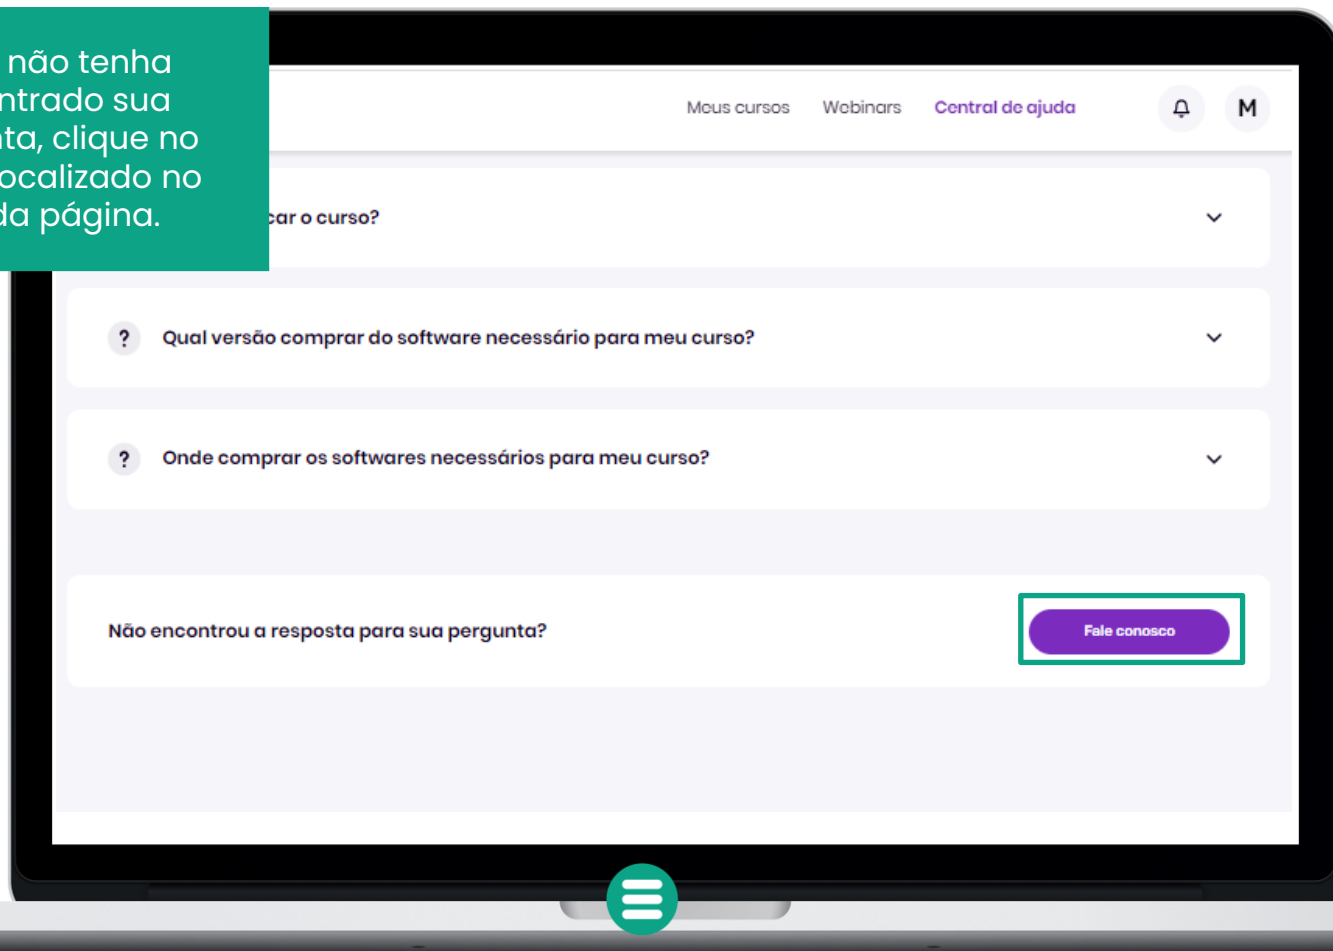 não tenha
ntrado sua
nta, clique no
ocalizado no
da página.
Meus cursos Webinars Central de ajuda M
car o curso?
? Qual versão comprar do software necessário para meu curso?
? Onde comprar os softwares necessários para meu curso?
Não encontrou a resposta para sua pergunta? Fale conosco